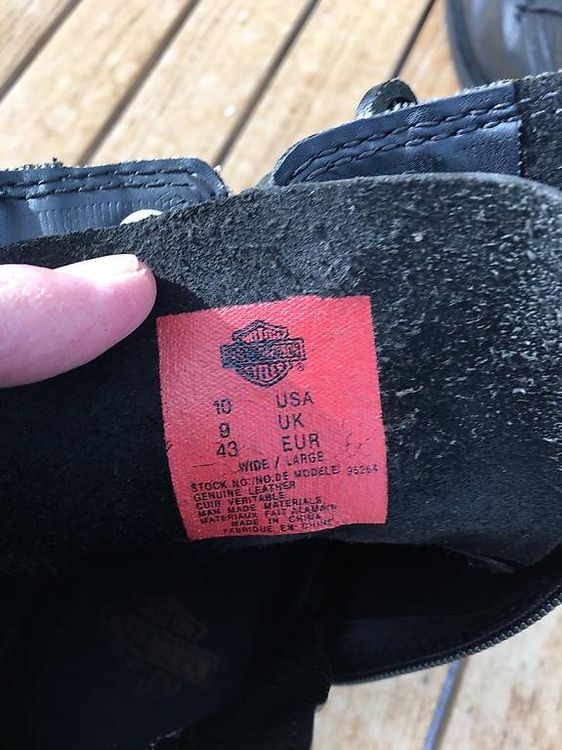 10 USA
9 UK
43 EUR
WIDE / LARGE
STOCK NO./NO.DE MODELE: 95264
GENUINE LEATHER
CUIR VERITABLE
MAN MADE MATERIALS
MATERIAUX FAIT ALAMAIN
MADE IN CHINA
FABRIQUE EN CHINE